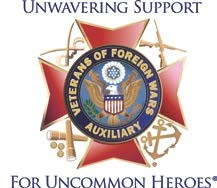 UNWAVERING SUPPORT
VETERANS OF FOREIGN WARS
AUXILIARY
FOR UNCOMMON HEROES®